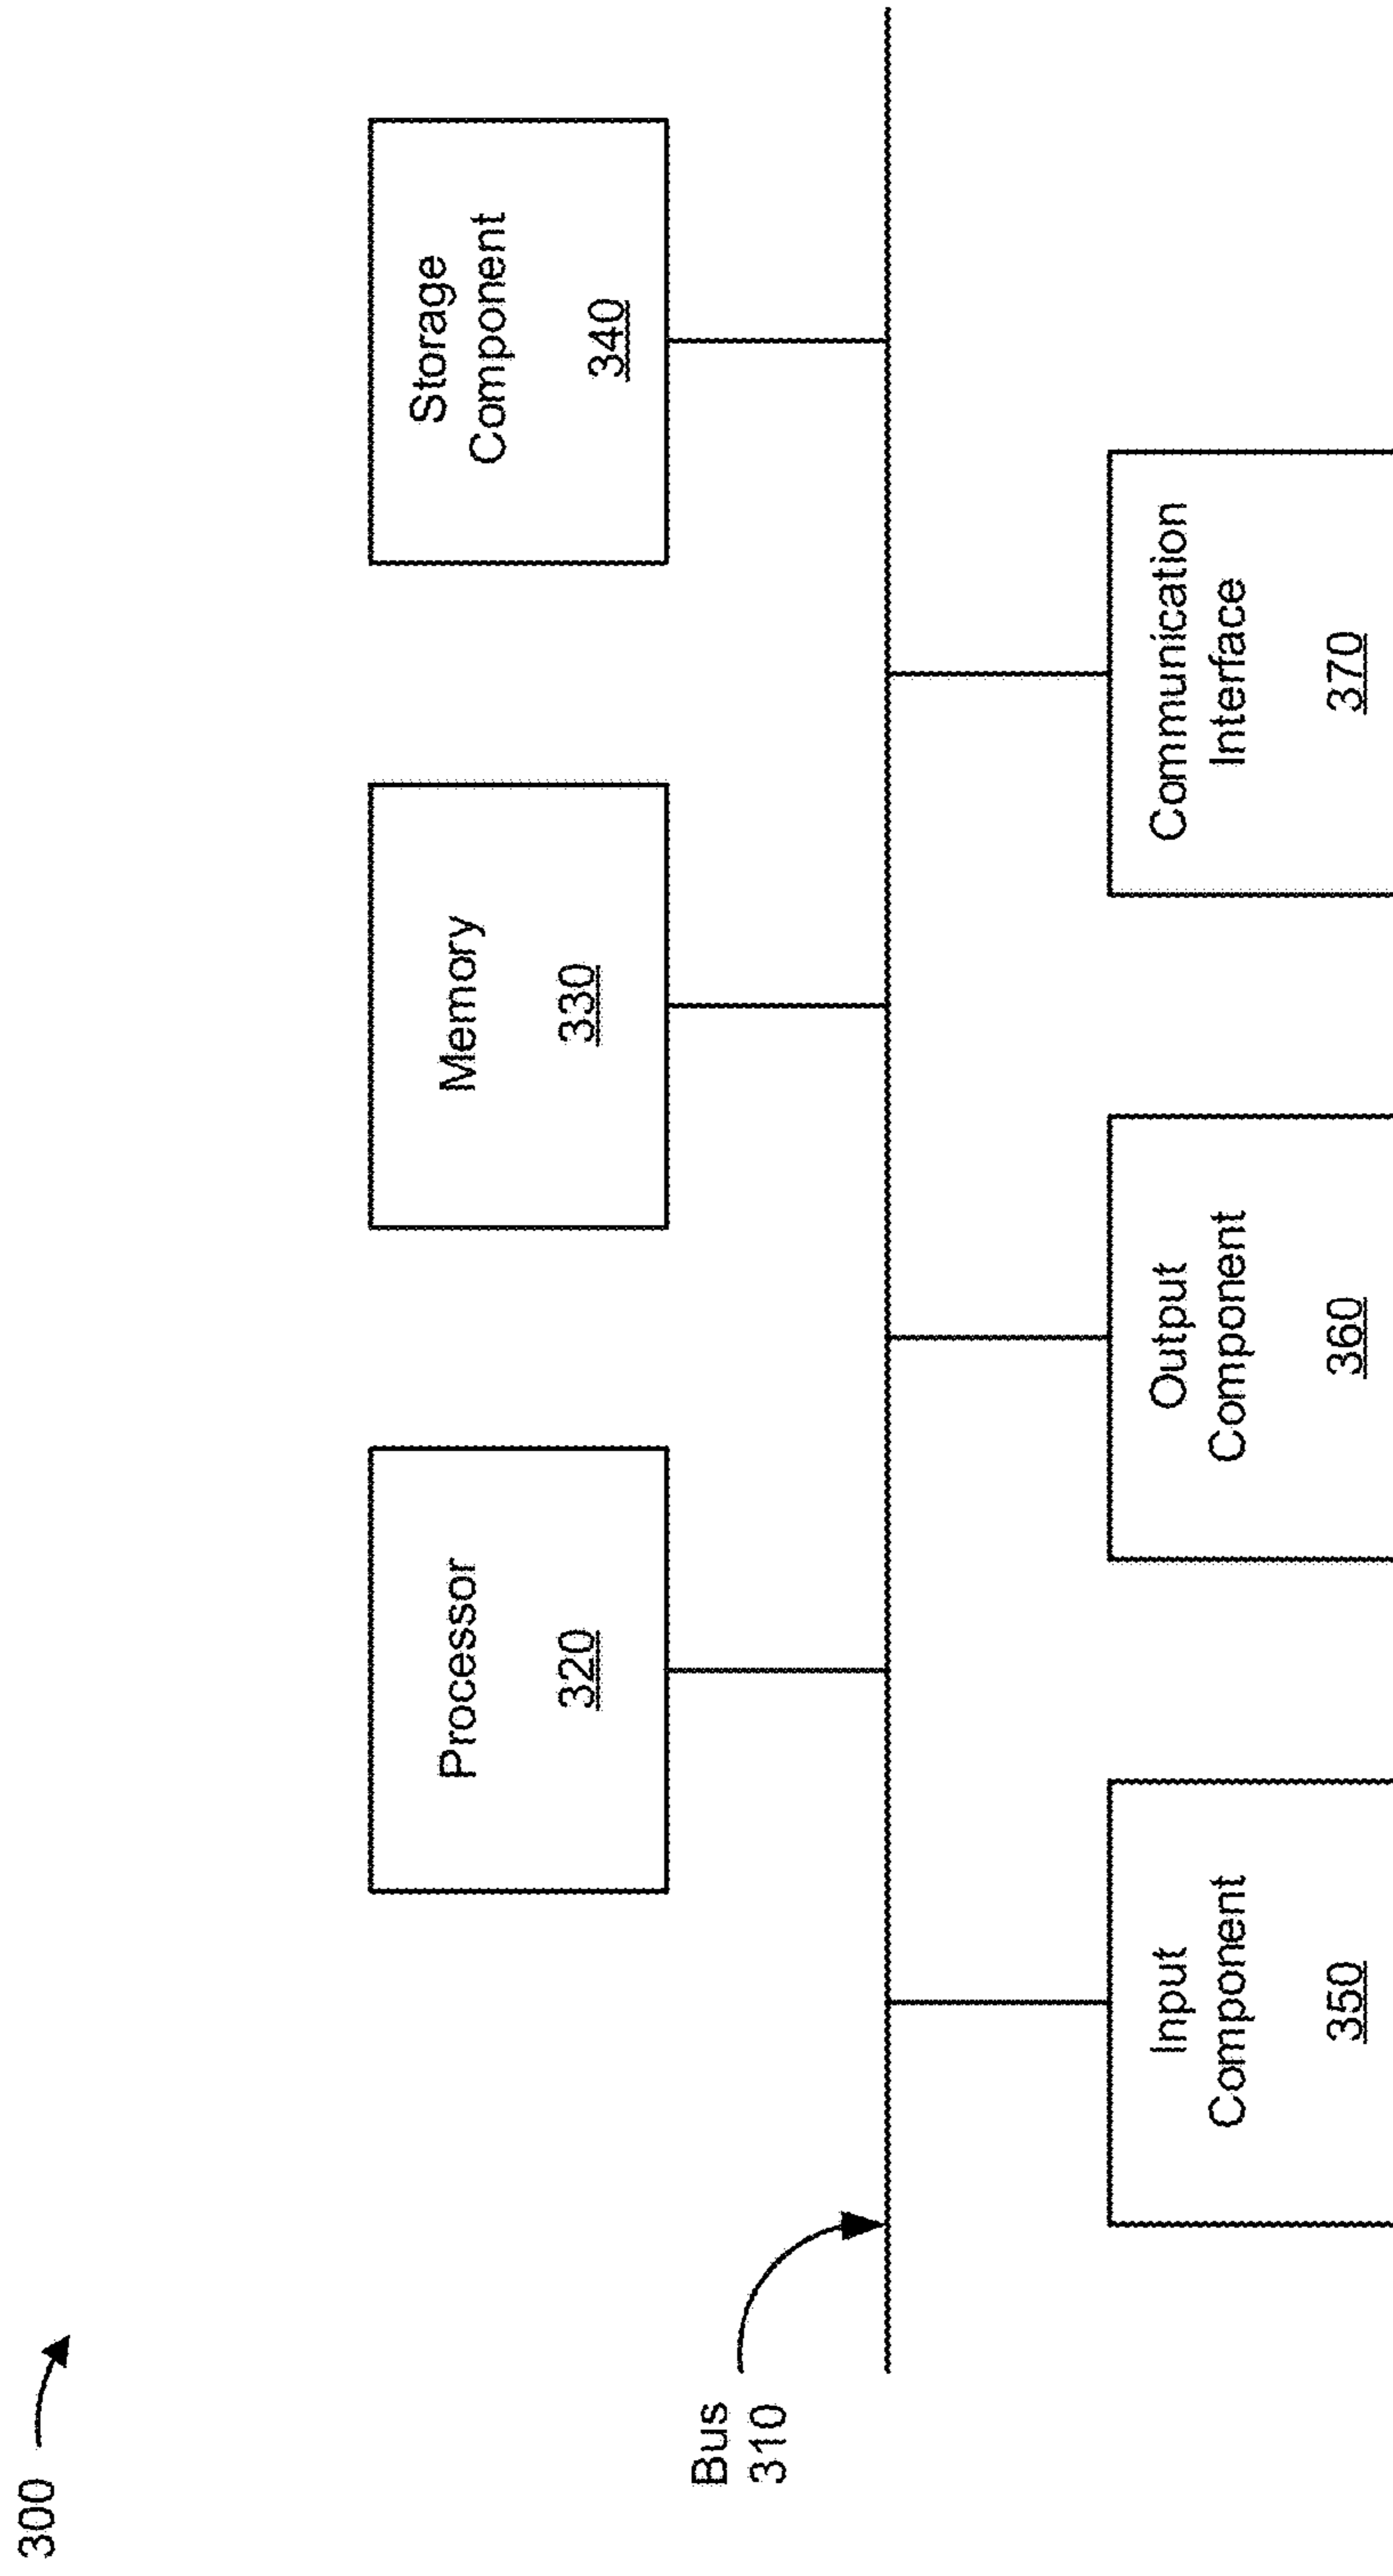 300
Processor
320
Memory
330
Storage
Component
340
Bus
310
Input
Component
350
Output
Component
360
Communication
Interface
370